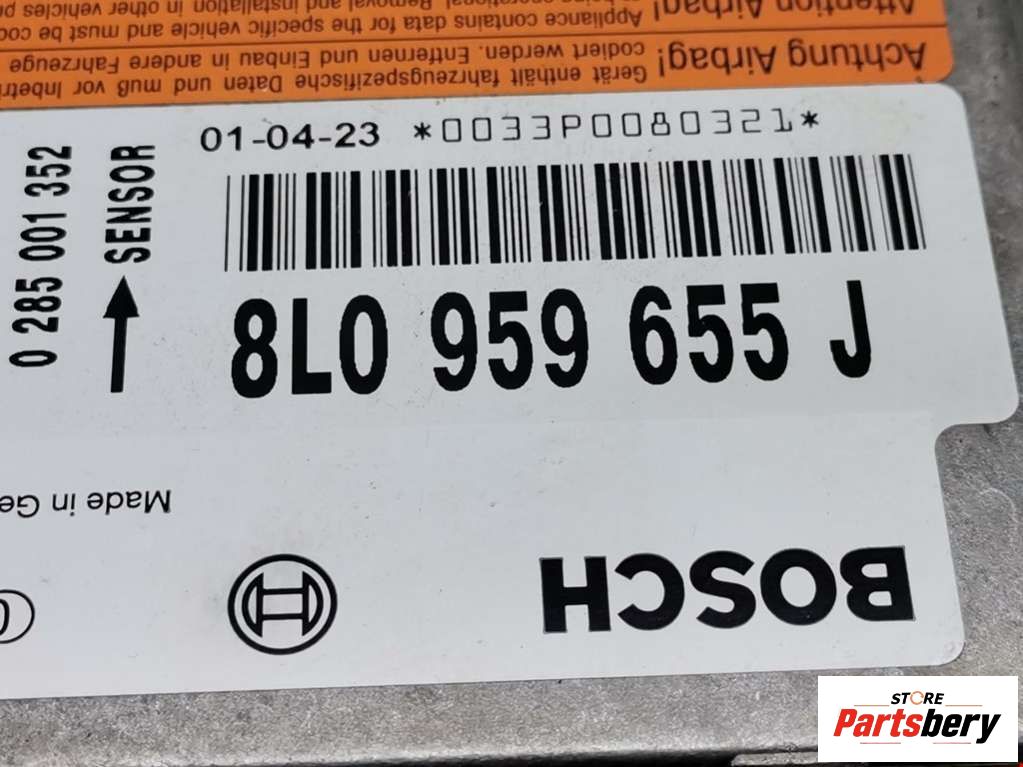 Achtung Airbag!
Gerät enthält fahrzeugspezifische Daten und muß vor Inbetri
codiert werden. Entfernen und Einbau in andere Fahrzeuge
Attention Airbag!
Appliance contains data for the specific vehicle and must be
operational. Removal and installation in other vehicles
01-04-23 *0033P0080321*
0 285 001 352
SENSOR
8L0 959 655 J
Made in Ge
BOSCH
STORE
Partsbery